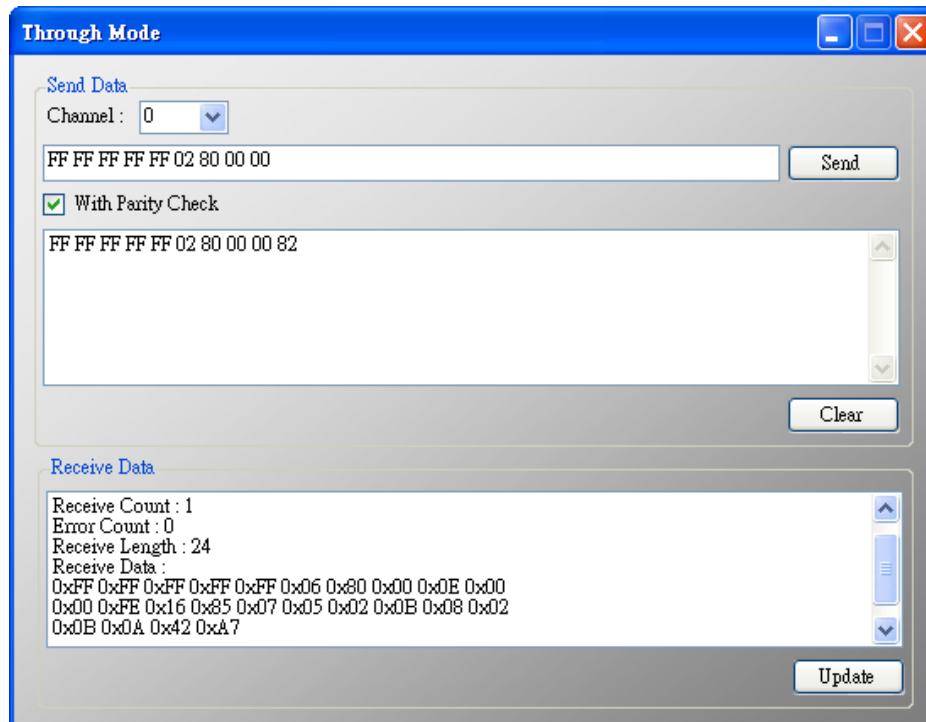 Through Mode
Send Data
Channel : 0
FF FF FF FF FF 02 80 00 00
Send
With Parity Check
FF FF FF FF FF 02 80 00 00 82
Clear
Receive Data
Receive Count : 1
Error Count : 0
Receive Length : 24
Receive Data :
0xFF 0xFF 0xFF 0xFF 0xFF 0x06 0x80 0x00 0x0E 0x00
0x00 0xFE 0x16 0x85 0x07 0x05 0x02 0x0B 0x08 0x02
0x0B 0x0A 0x42 0xA7
Update